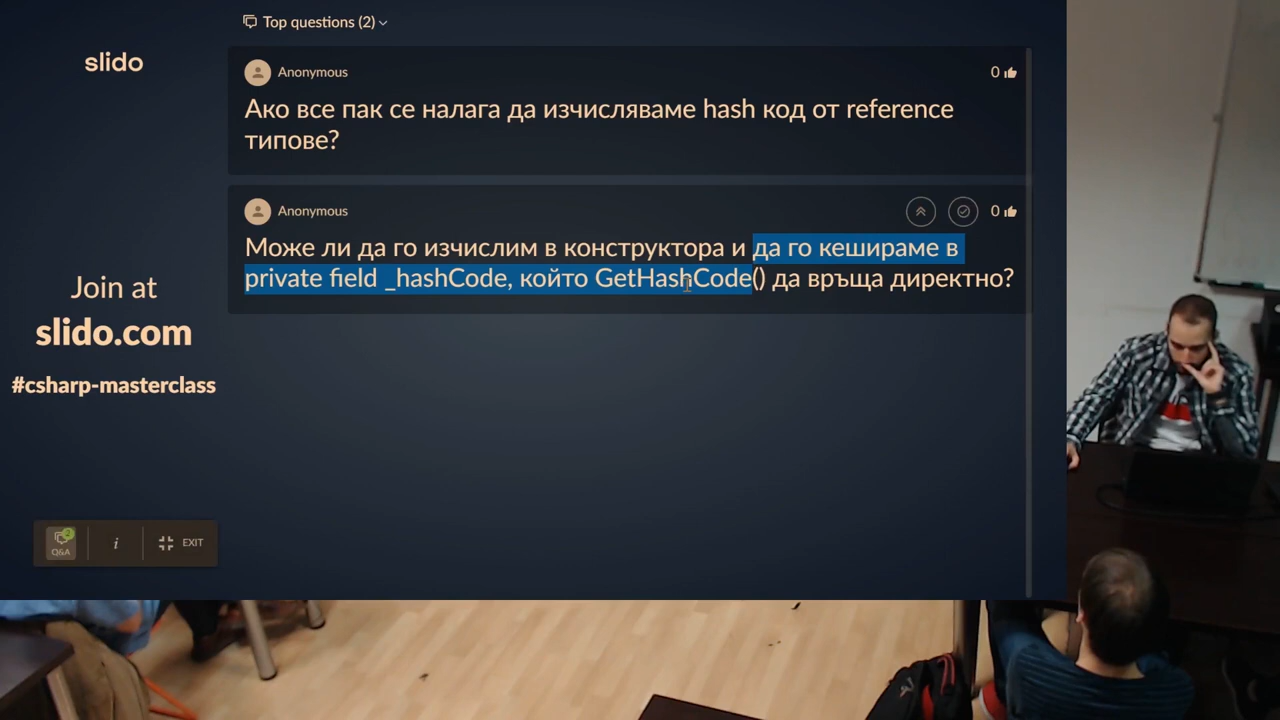 Top questions (2)
slido
Anonymous
0
Ако все пак се налага да изчисляваме hash код от reference
типове?
Anonymous
0
Може ли да го изчислим в конструктора и да го кешираме в
private field _hashCode, който GetHashCode() да връща директно?
Join at
slido.com
#csharp-masterclass
Q&A
i
EXIT